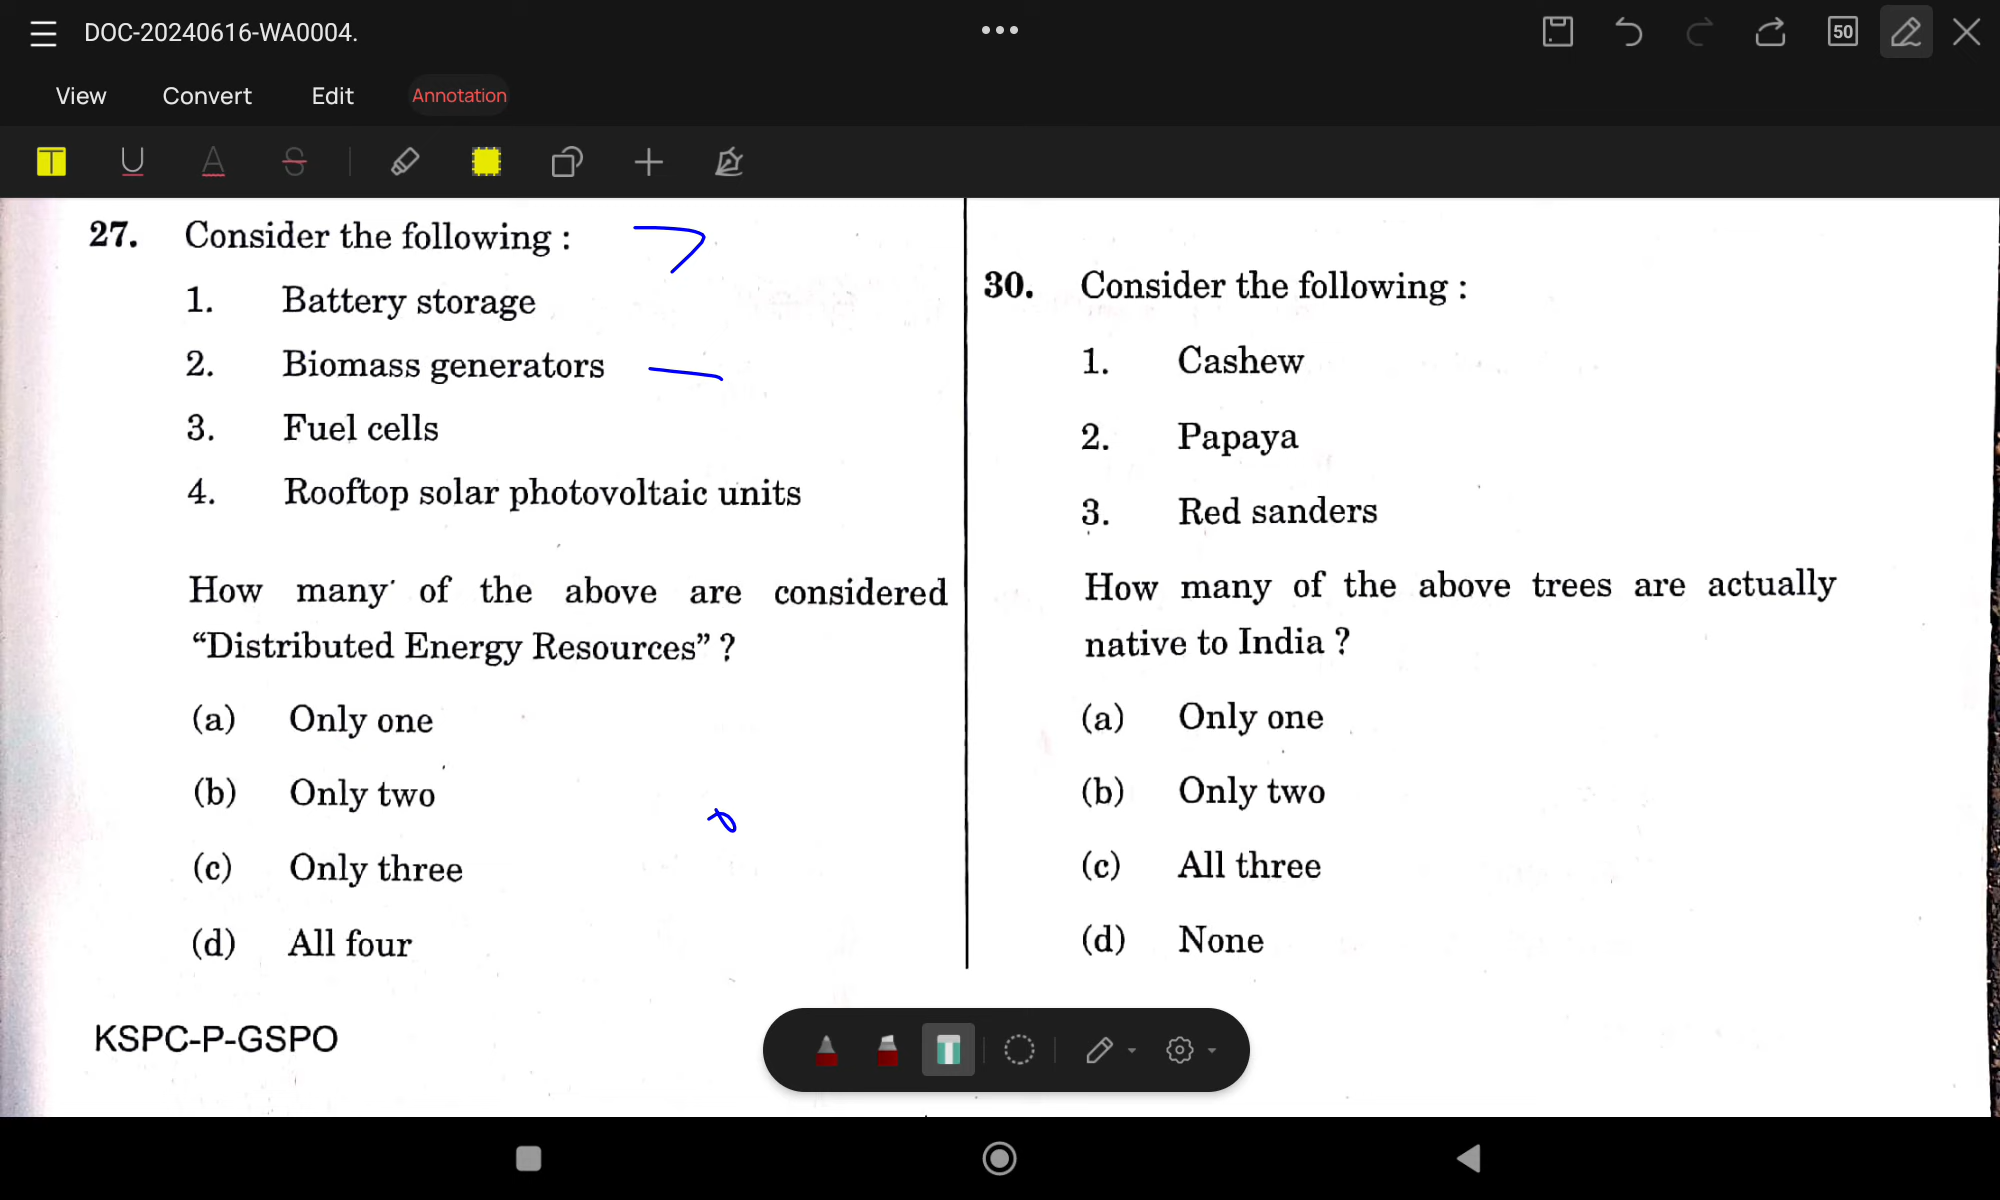 DOC-20240616-WA0004.
50
View Convert Edit Annotation
27. Consider the following :
1. Battery storage
2. Biomass generators
3. Fuel cells
4. Rooftop solar photovoltaic units
How many of the above are considered
“Distributed Energy Resources” ?
(a) Only one
(b) Only two
(c) Only three
(d) All four
KSPC-P-GSPO
30. Consider the following :
1. Cashew
2. Papaya
3. Red sanders
How many of the above trees are actually
native to India ?
(a) Only one
(b) Only two
(c) All three
(d) None